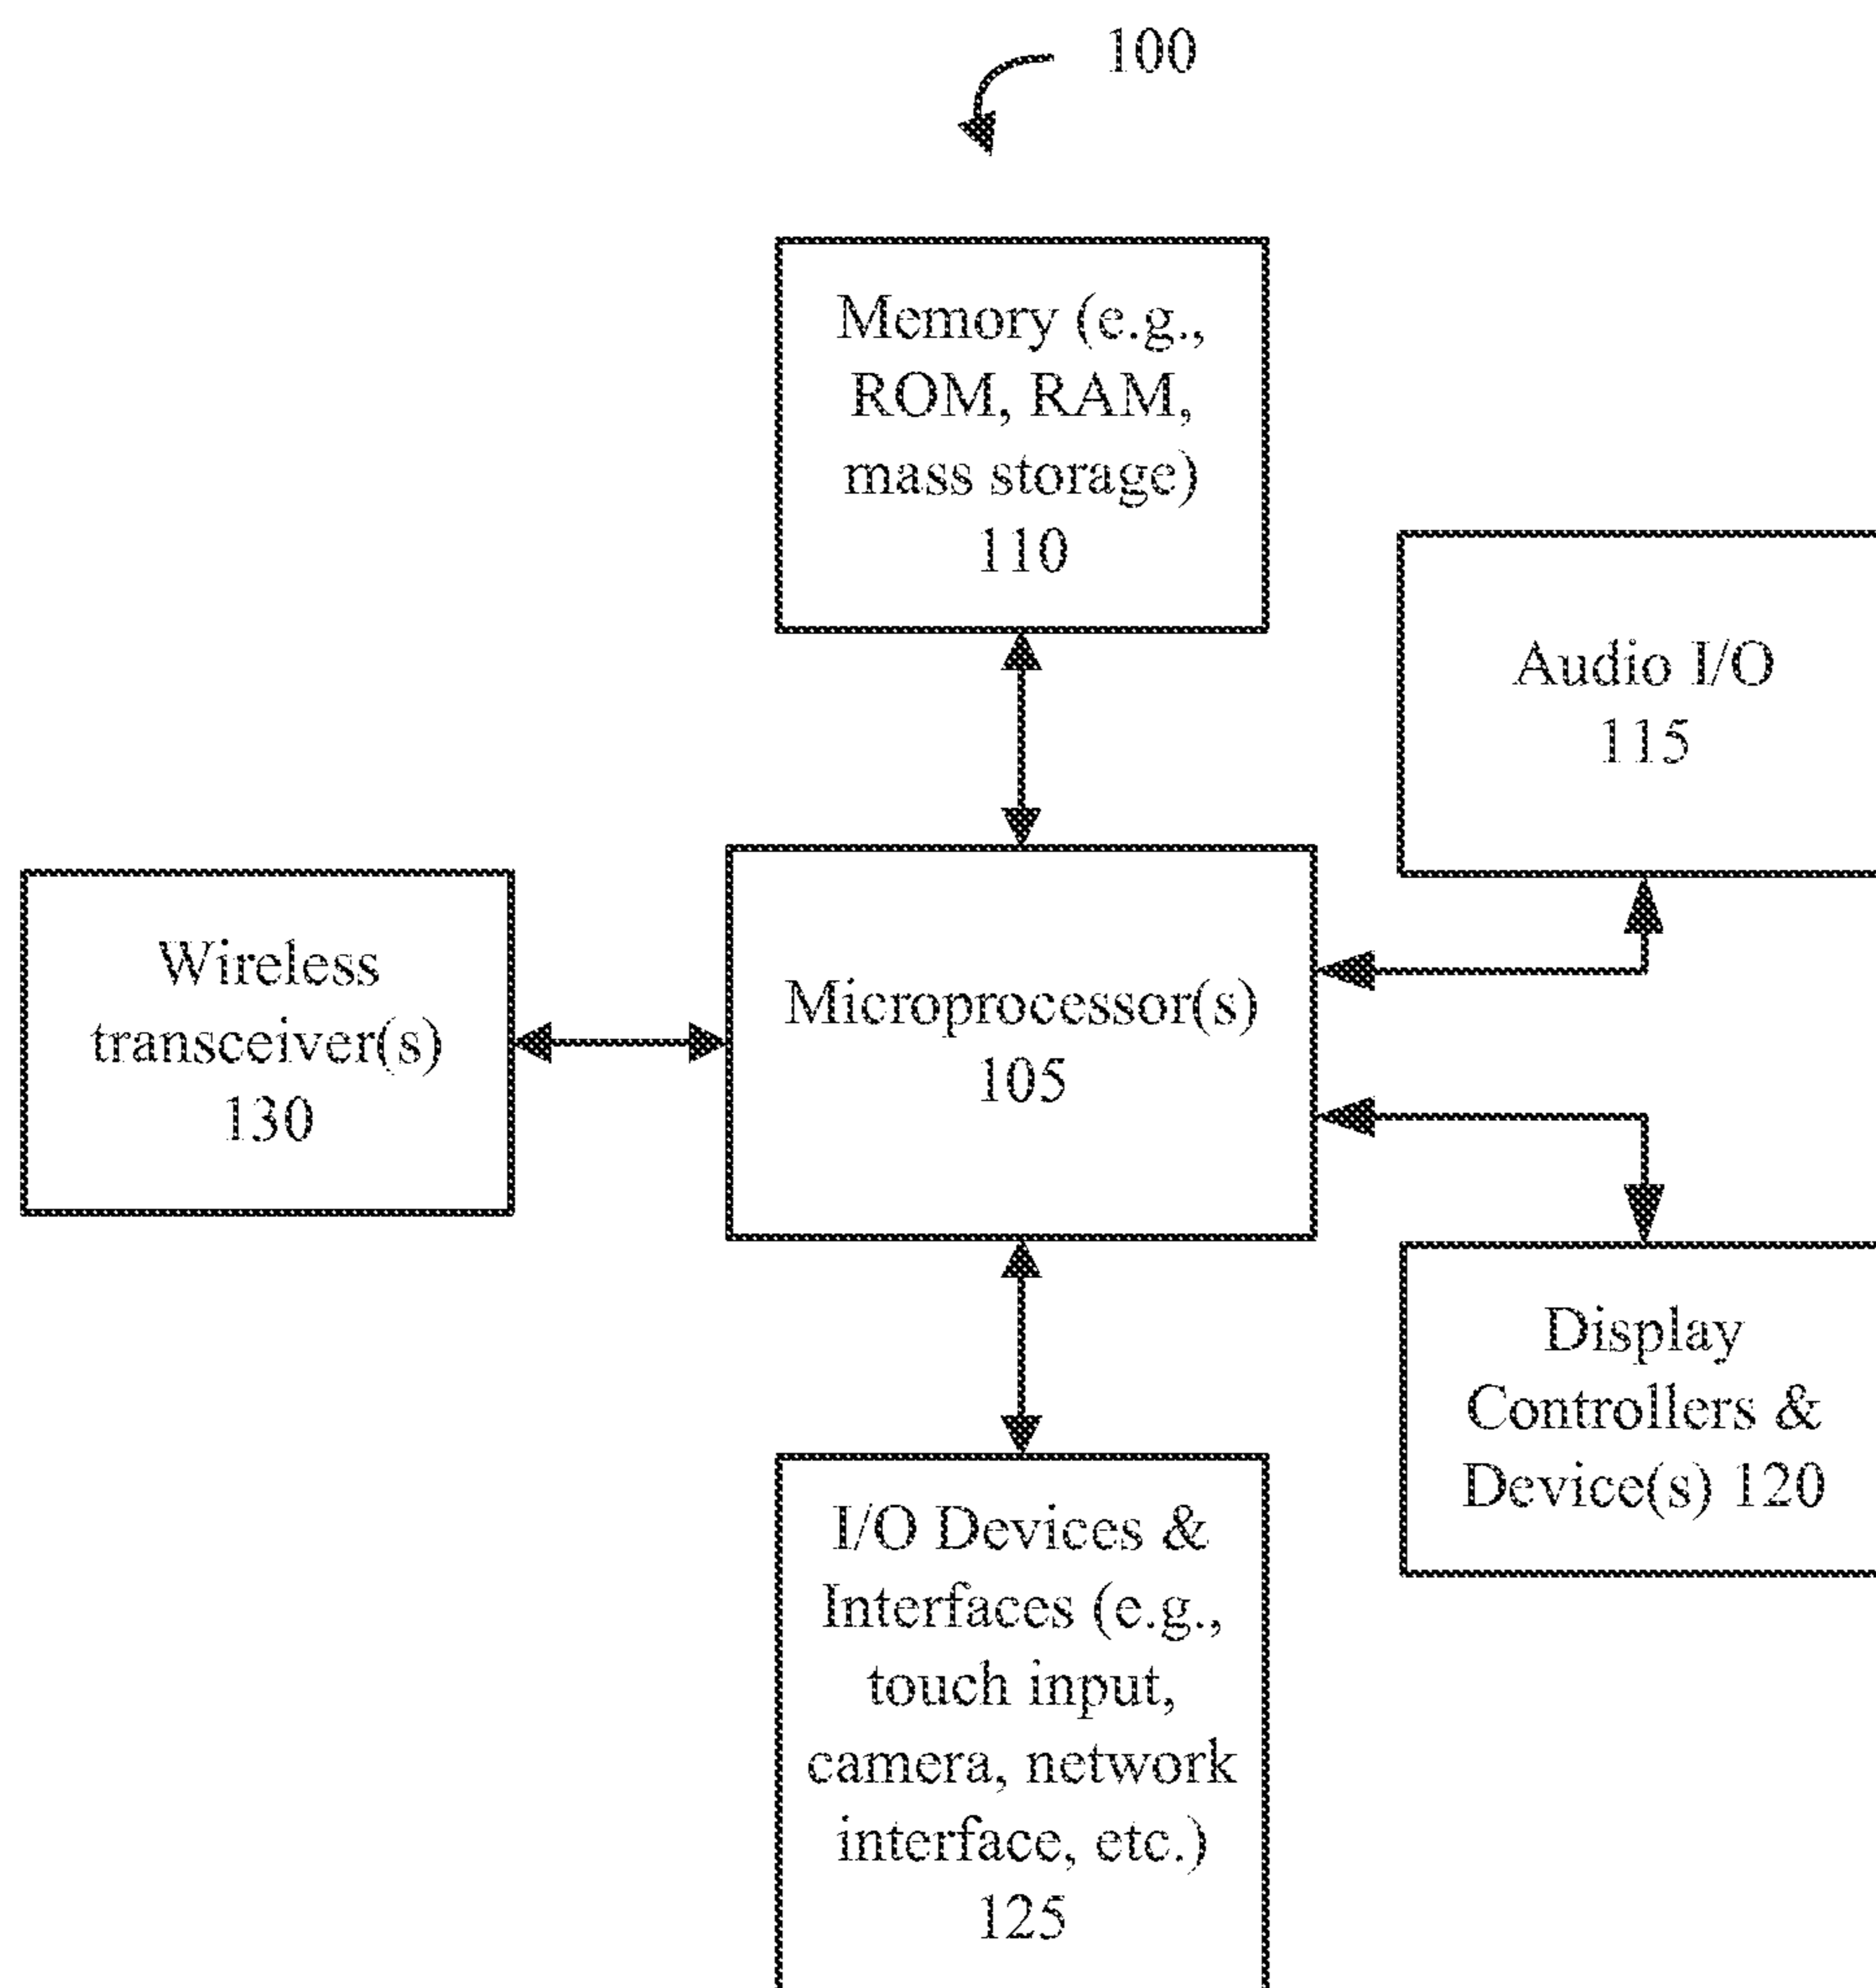 100
Memory (e.g.,
ROM, RAM,
mass storage)
110
Audio I/O
115
Wireless
transceiver(s)
130
Microprocessor(s)
105
Display
Controllers &
Device(s) 120
I/O Devices &
Interfaces (e.g.,
touch input,
camera, network
interface, etc.)
125